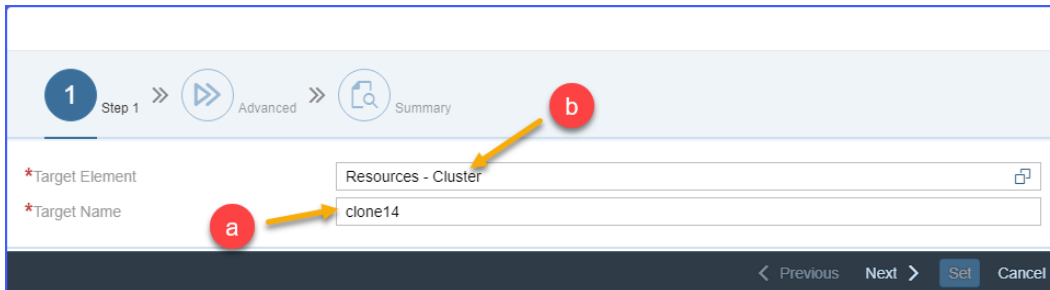 1 Step 1 Advanced Summary
b
*Target Element Resources - Cluster
*Target Name clone14
a
Previous Next Set Cancel